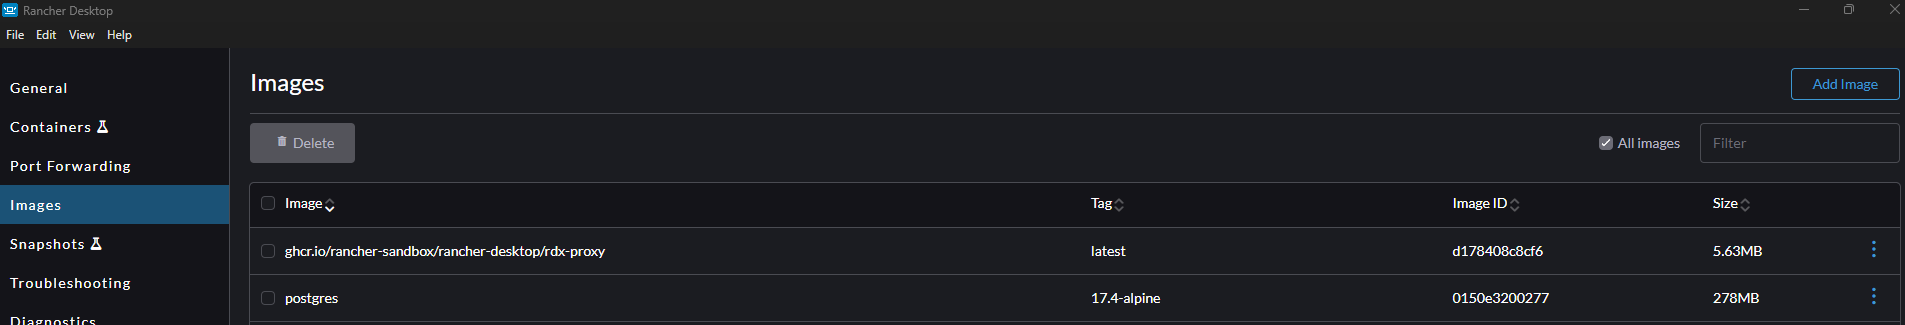 Rancher Desktop
File Edit View Help
General
Containers
Port Forwarding
Images
Snapshots
Troubleshooting
Diagnostics
Images
Add Image
Delete
All images
Filter
Image Tag Image ID Size
ghcr.io/rancher-sandbox/rancher-desktop/rdx-proxy latest d178408c8cf6 5.63MB
postgres 17.4-alpine 0150e3200277 278MB